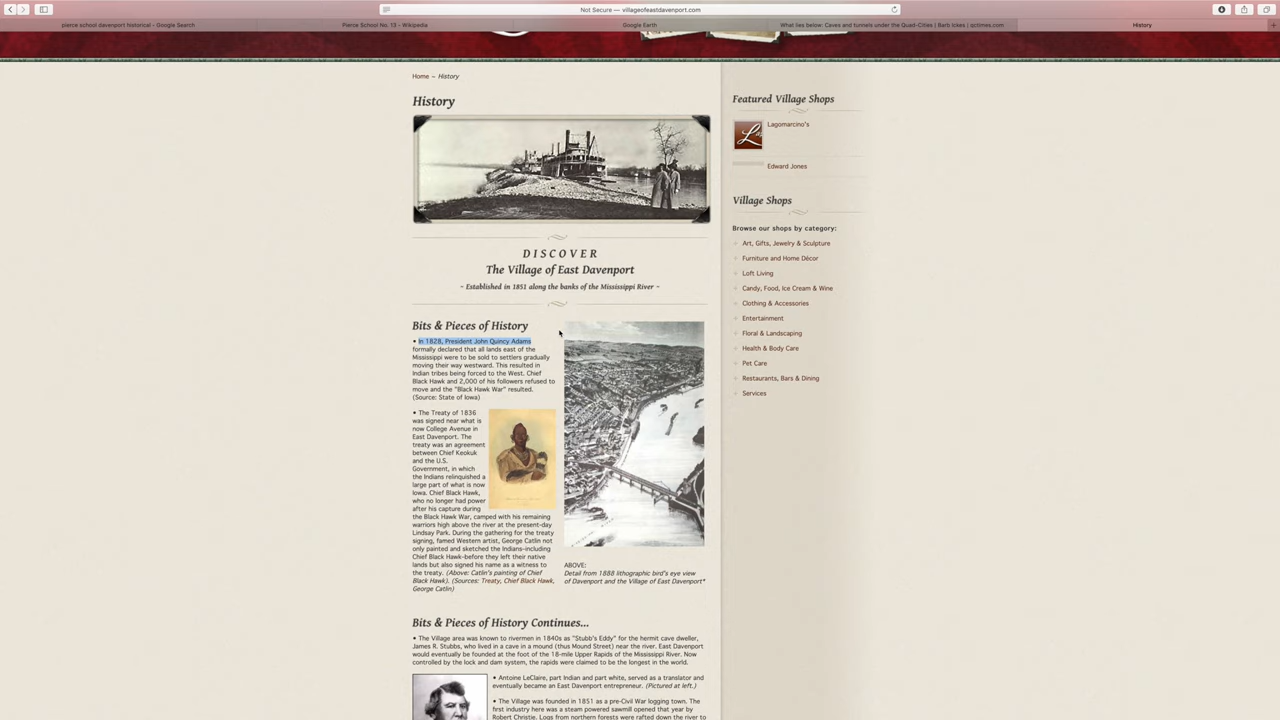 Not Secure — villageofeastdavenport.com
pierce school davenport historical - Google Search
Pierce School No. 13 - Wikipedia
Google Earth
What lies below: Caves and tunnels under the Quad-Cities | Barb Ickes | qctimes.com
History
Home ~ History
History
DISCOVER
The Village of East Davenport
~ Established in 1851 along the banks of the Mississippi River ~
Bits & Pieces of History
• In 1828, President John Quincy Adams
formally declared that all lands east of the
Mississippi were to be sold to settlers gradually
moving their way westward. This resulted in
Indian tribes being forced to the West. Chief
Black Hawk and 2,000 of his followers refused to
move and the "Black Hawk War" resulted.
(Source: State of Iowa)
• The Treaty of 1836
was signed near what is
now College Avenue in
East Davenport. The
treaty was an agreement
between Chief Keokuk
and the U.S.
Government, in which
the Indians relinquished a
large part of what is now
Iowa. Chief Black Hawk,
who no longer had power
after his capture during
the Black Hawk War, camped with his remaining
warriors high above the river at the present-day
Lindsay Park. During the gathering for the treaty
signing, famed Western artist, George Catlin not
only painted and sketched the Indians-including
Chief Black Hawk-before they left their native
lands but also signed his name as a witness to
the treaty. (Above: Catlin's painting of Chief
Black Hawk). (Sources: Treaty, Chief Black Hawk,
George Catlin)
ABOVE:
Detail from 1888 lithographic bird's eye view
of Davenport and the Village of East Davenport*
Bits & Pieces of History Continues...
• The Village area was known to rivermen in 1840s as "Stubb's Eddy" for the hermit cave dweller,
James R. Stubbs, who lived in a cave in a mound (thus Mound Street) near the river. East Davenport
would eventually be founded at the foot of the 18-mile Upper Rapids of the Mississippi River. Now
controlled by the lock and dam system, the rapids were claimed to be the longest in the world.
• Antoine LeClaire, part Indian and part white, served as a translator and
eventually became an East Davenport entrepreneur. (Pictured at left.)
• The Village was founded in 1851 as a pre-Civil War logging town. The
first industry here was a steam powered sawmill opened that year by
Robert Christie. Logs from northern forests were rafted down the river to
Featured Village Shops
L
Lagomarcino's
Edward Jones
Village Shops
Browse our shops by category:
Art, Gifts, Jewelry & Sculpture
Furniture and Home Décor
Loft Living
Candy, Food, Ice Cream & Wine
Clothing & Accessories
Entertainment
Floral & Landscaping
Health & Body Care
Pet Care
Restaurants, Bars & Dining
Services